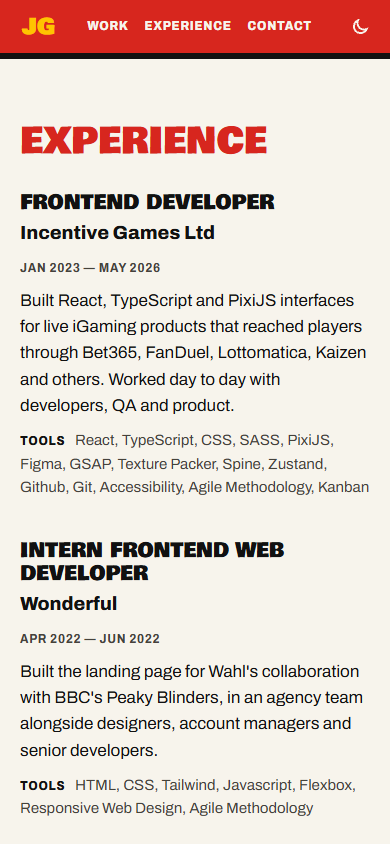 JG WORK EXPERIENCE CONTACT
EXPERIENCE
FRONTEND DEVELOPER
Incentive Games Ltd
JAN 2023 — MAY 2026
Built React, TypeScript and PixiJS interfaces
for live iGaming products that reached players
through Bet365, FanDuel, Lottomatica, Kaizen
and others. Worked day to day with
developers, QA and product.
TOOLS React, TypeScript, CSS, SASS, PixiJS,
Figma, GSAP, Texture Packer, Spine, Zustand,
Github, Git, Accessibility, Agile Methodology, Kanban
INTERN FRONTEND WEB
DEVELOPER
Wonderful
APR 2022 — JUN 2022
Built the landing page for Wahl's collaboration
with BBC's Peaky Blinders, in an agency team
alongside designers, account managers and
senior developers.
TOOLS HTML, CSS, Tailwind, Javascript, Flexbox,
Responsive Web Design, Agile Methodology